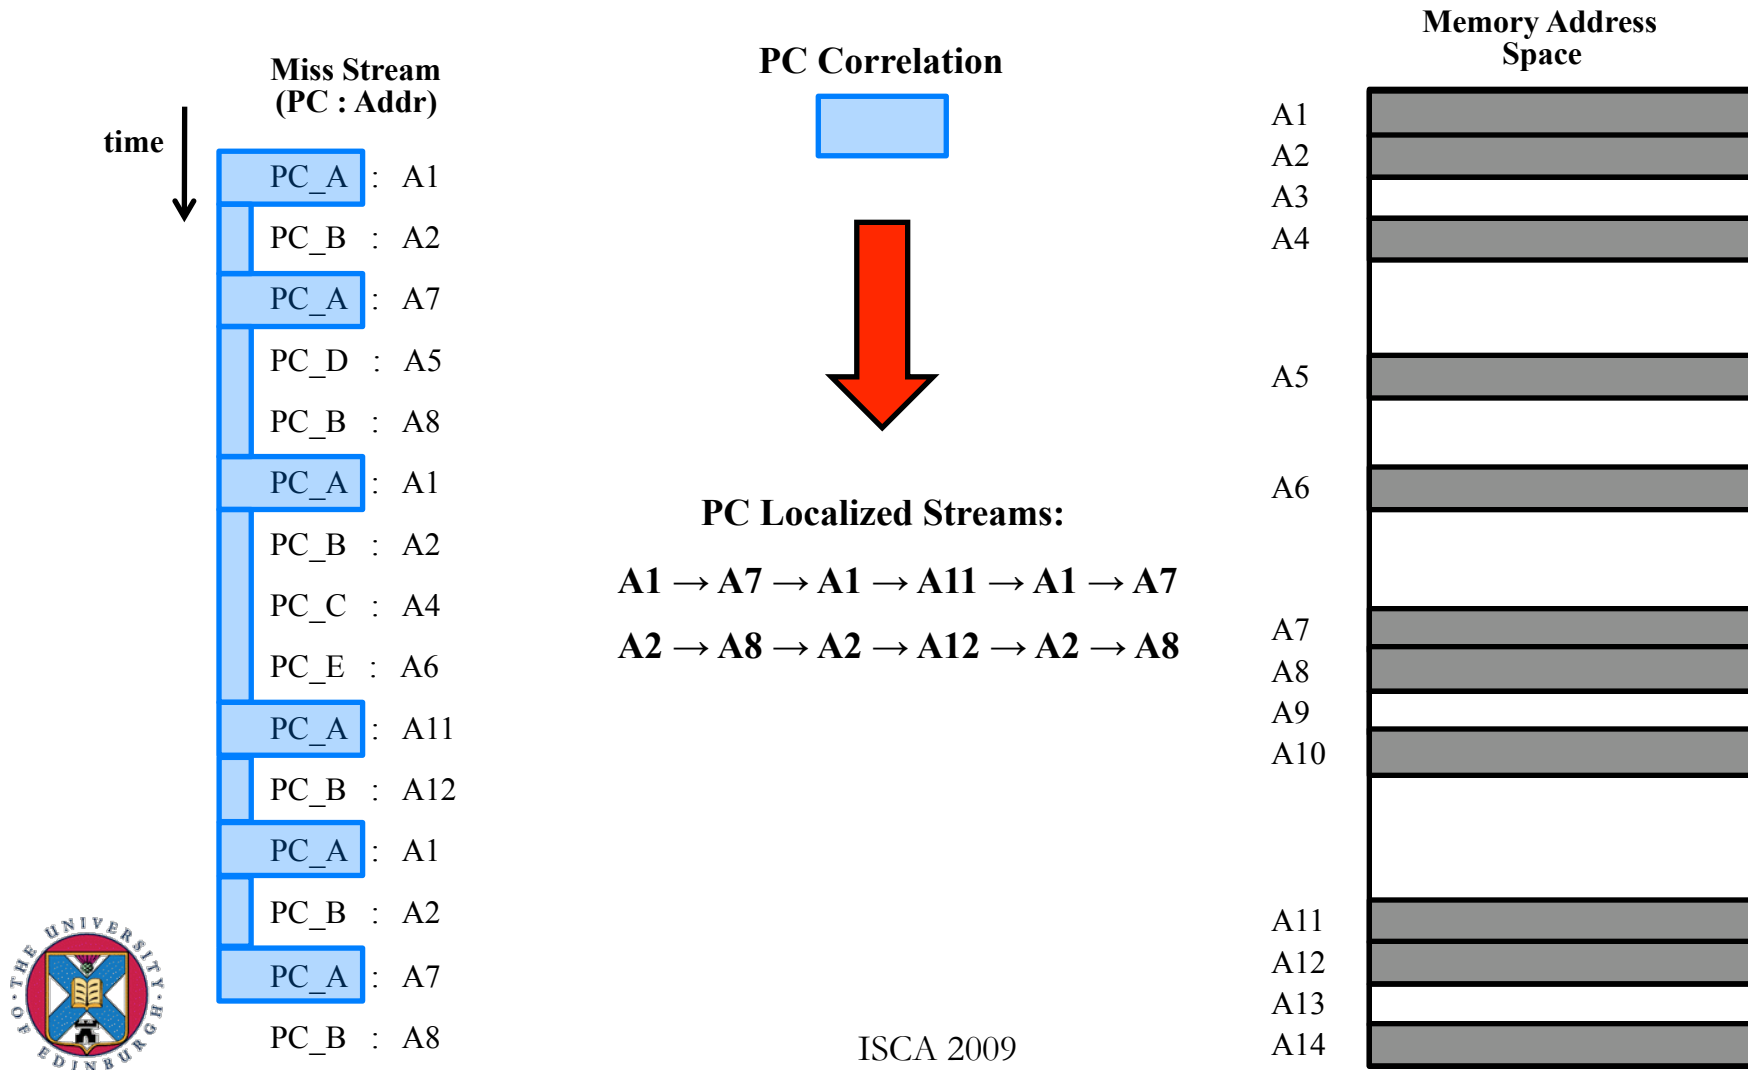 Miss Stream
(PC : Addr)
time
PC_A : A1
PC_B : A2
PC_A : A7
PC_D : A5
PC_B : A8
PC_A : A1
PC_B : A2
PC_C : A4
PC_E : A6
PC_A : A11
PC_B : A12
PC_A : A1
PC_B : A2
PC_A : A7
PC_B : A8
THE UNIVERSITY OF EDINBURGH
PC Correlation
PC Localized Streams:
A1 → A7 → A1 → A11 → A1 → A7
A2 → A8 → A2 → A12 → A2 → A8
ISCA 2009
Memory Address
Space
A1
A2
A3
A4
A5
A6
A7
A8
A9
A10
A11
A12
A13
A14